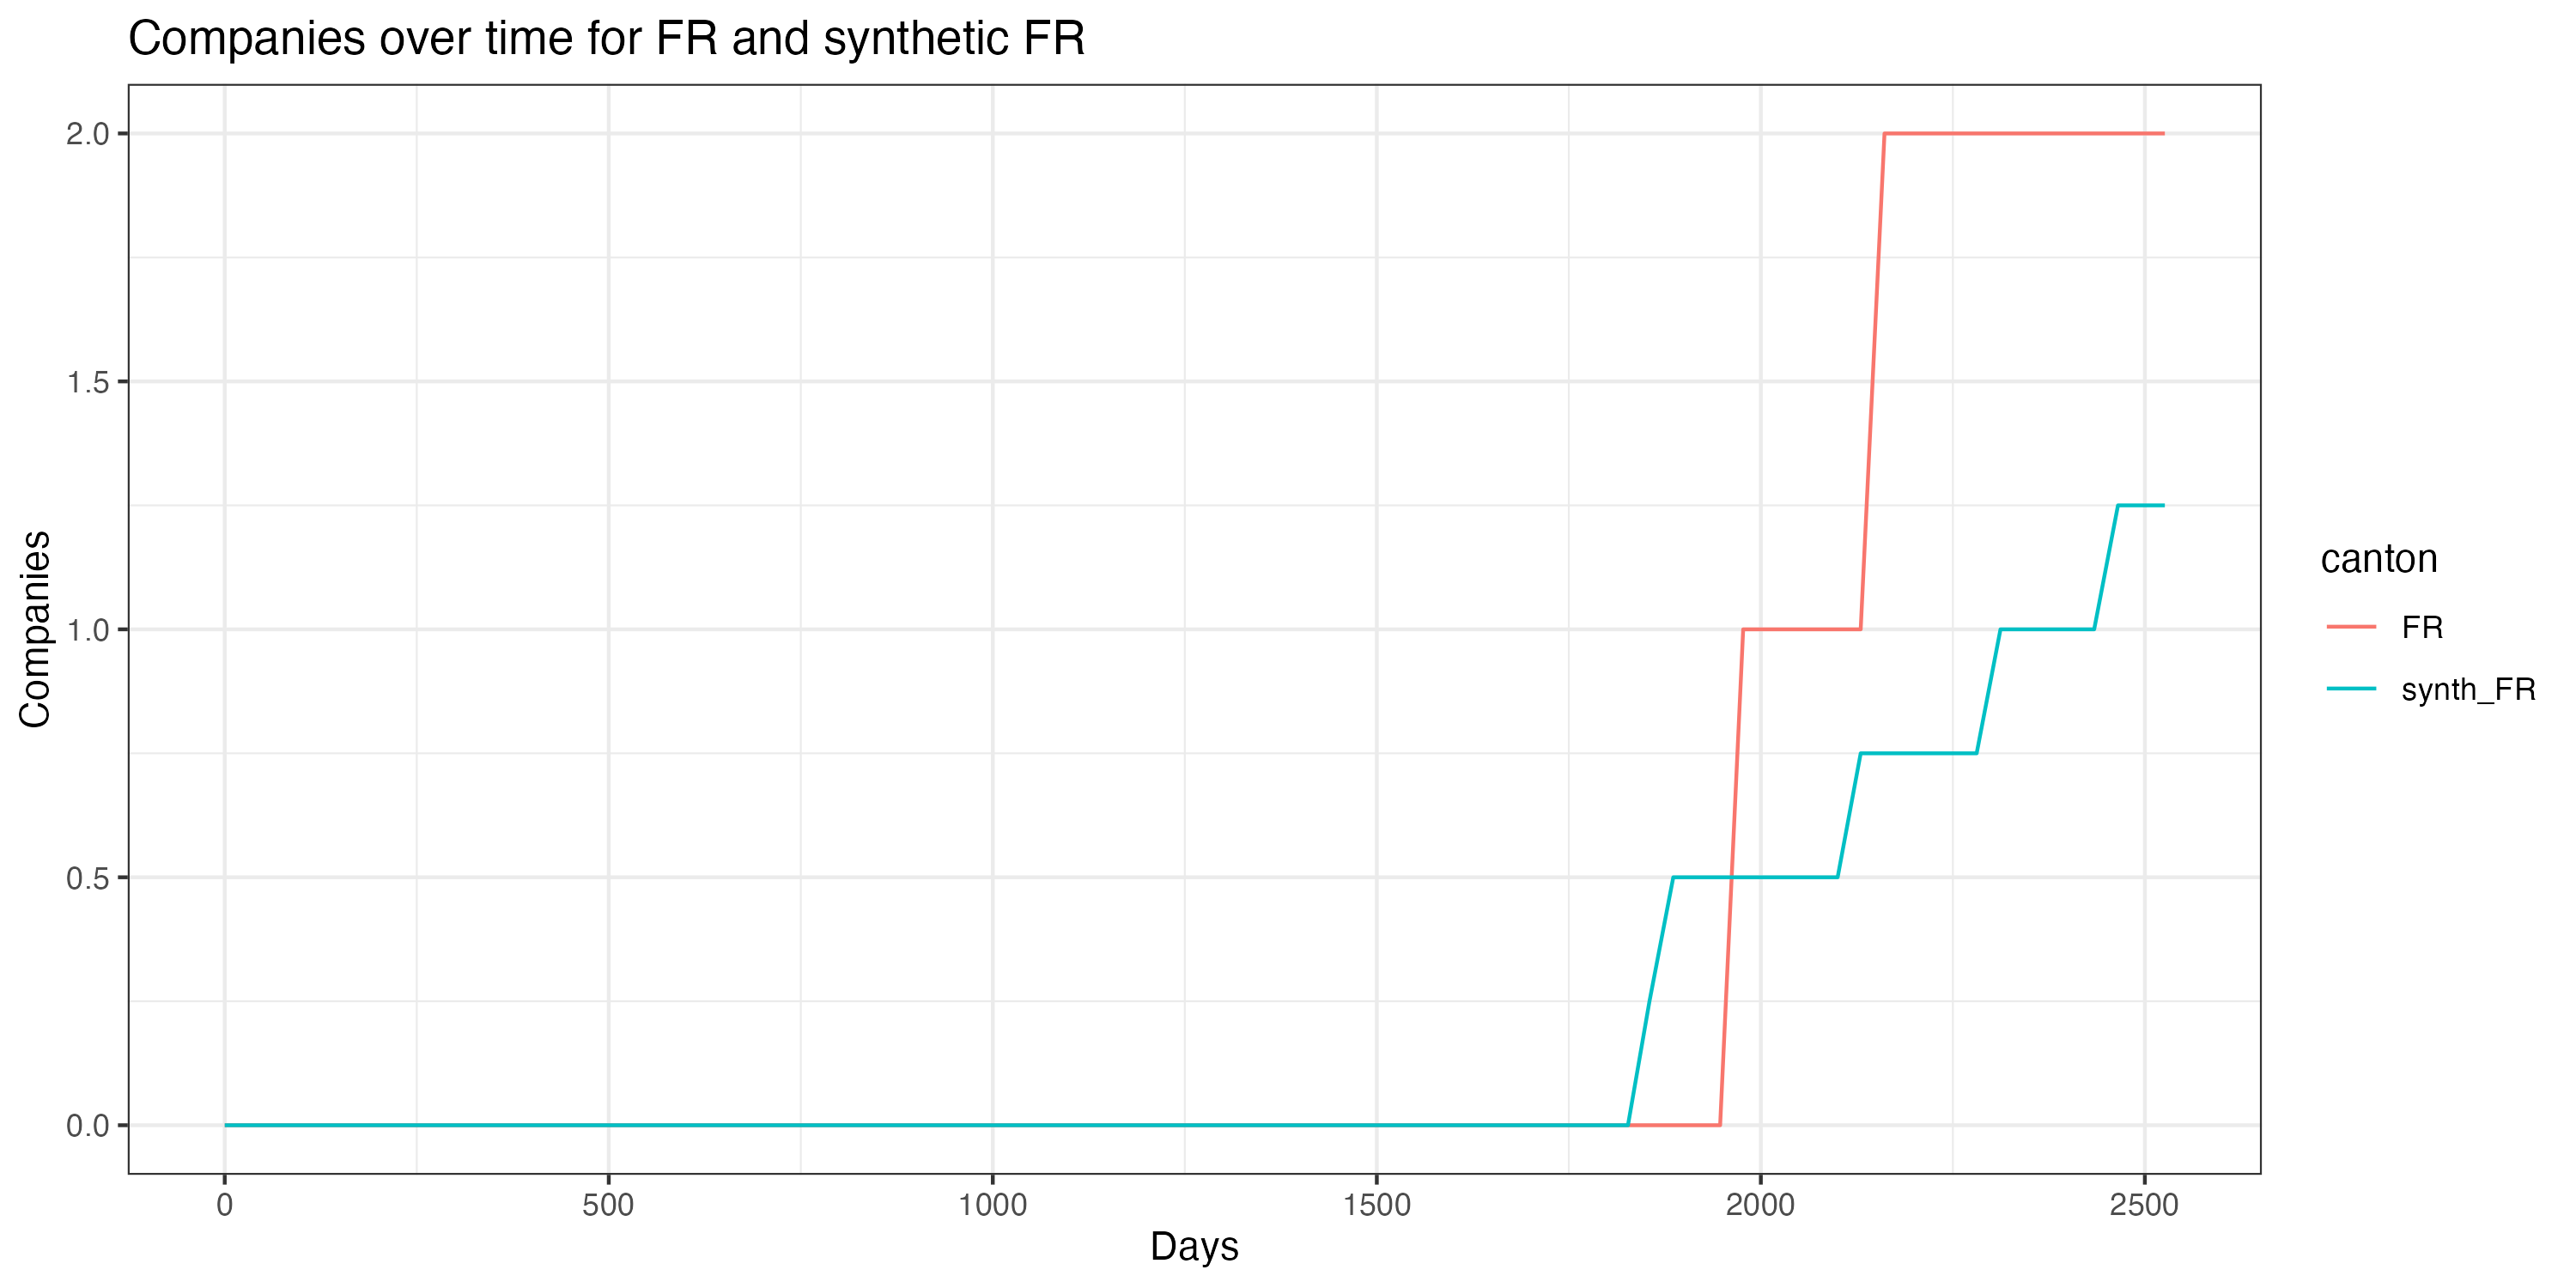 Companies over time for FR and synthetic FR
2.0
1.5
1.0
0.5
0.0
Companies
0 500 1000 1500 2000 2500
Days
canton
FR
synth_FR